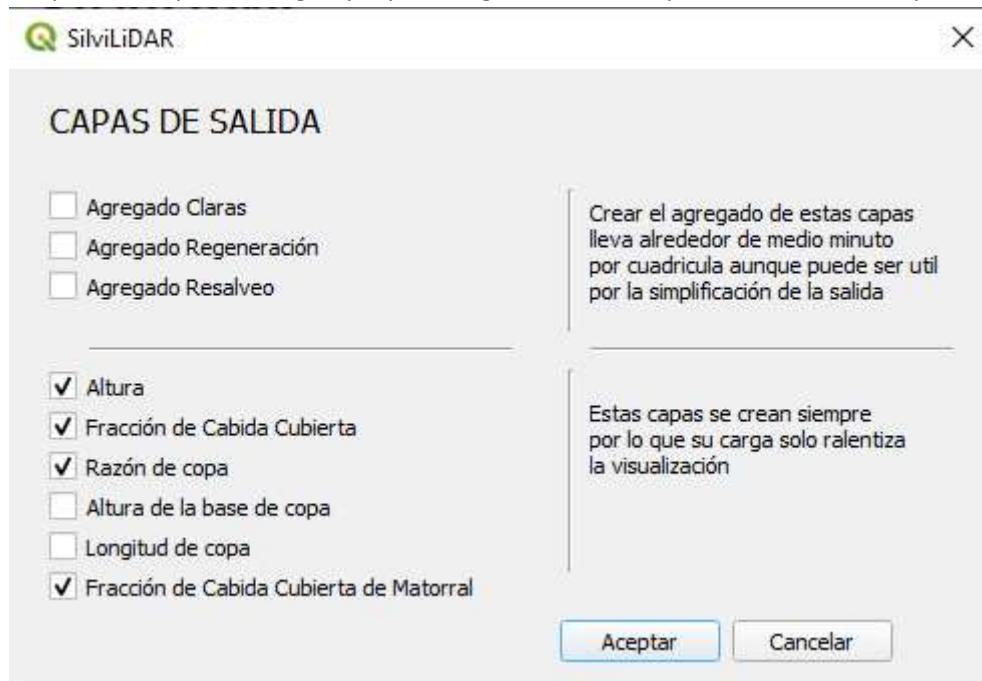 SilviLiDAR
CAPAS DE SALIDA
Agregado Claras
Agregado Regeneración
Agregado Resalveo
Crear el agregado de estas capas
lleva alrededor de medio minuto
por cuadricula aunque puede ser util
por la simplificación de la salida
Altura
Fracción de Cabida Cubierta
Razón de copa
Altura de la base de copa
Longitud de copa
Fracción de Cabida Cubierta de Matorral
Estas capas se crean siempre
por lo que su carga solo ralentiza
la visualización
Aceptar
Cancelar